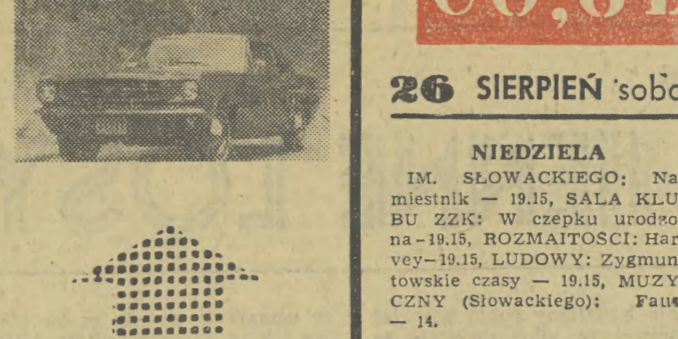 26 SIERPIEŃ
NIEDZIELA
IM. SŁOWACKIEGO: Na
miestnik — 19.15, SALA KLU
BU ZZK: W czepku urodzo
na-19.15, ROZMAITOŚCI: Har
vey-19.15, LUDOWY: Zygmun
towskie czasy — 19.15, MUZY
CZNY (Słowackiego): Faus
— 14.